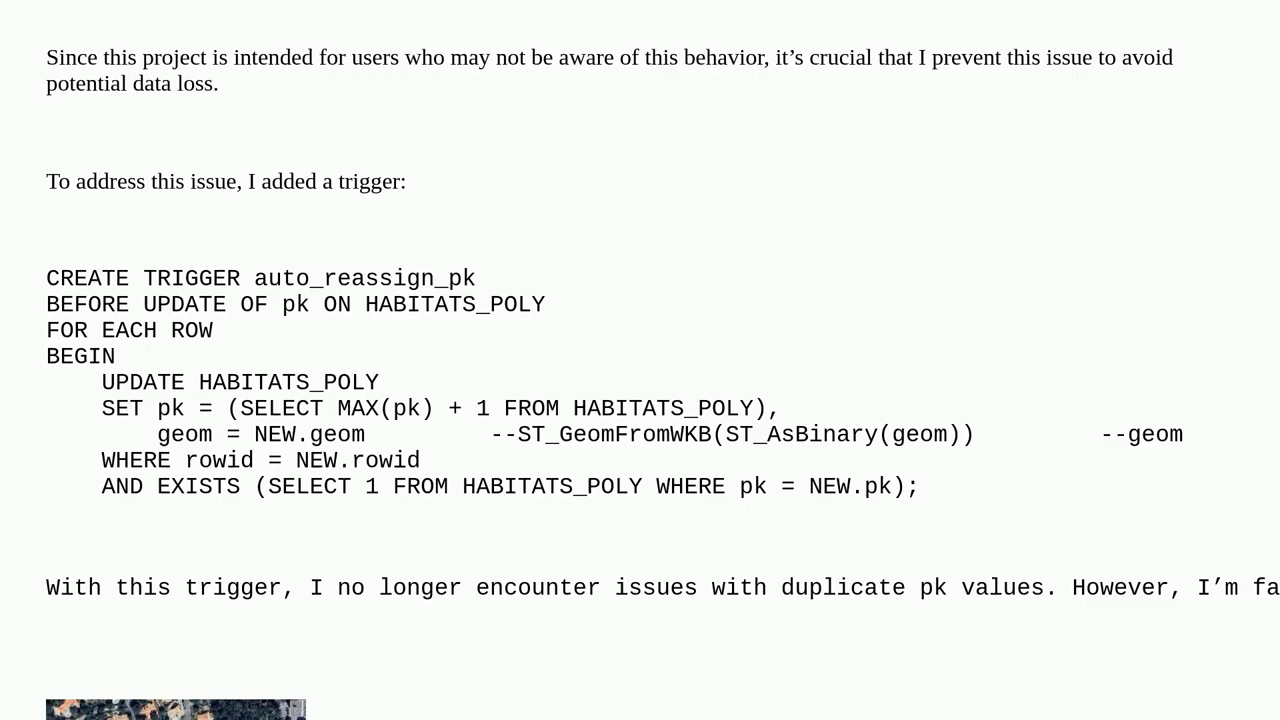 Since this project is intended for users who may not be aware of this behavior, it’s crucial that I prevent this issue to avoid
potential data loss.
To address this issue, I added a trigger:
CREATE TRIGGER auto_reassign_pk
BEFORE UPDATE OF pk ON HABITATS_POLY
FOR EACH ROW
BEGIN
    UPDATE HABITATS_POLY
    SET pk = (SELECT MAX(pk) + 1 FROM HABITATS_POLY),
        geom = NEW.geom         --ST_GeomFromWKB(ST_AsBinary(geom))         --geom
    WHERE rowid = NEW.rowid
    AND EXISTS (SELECT 1 FROM HABITATS_POLY WHERE pk = NEW.pk);
With this trigger, I no longer encounter issues with duplicate pk values. However, I’m